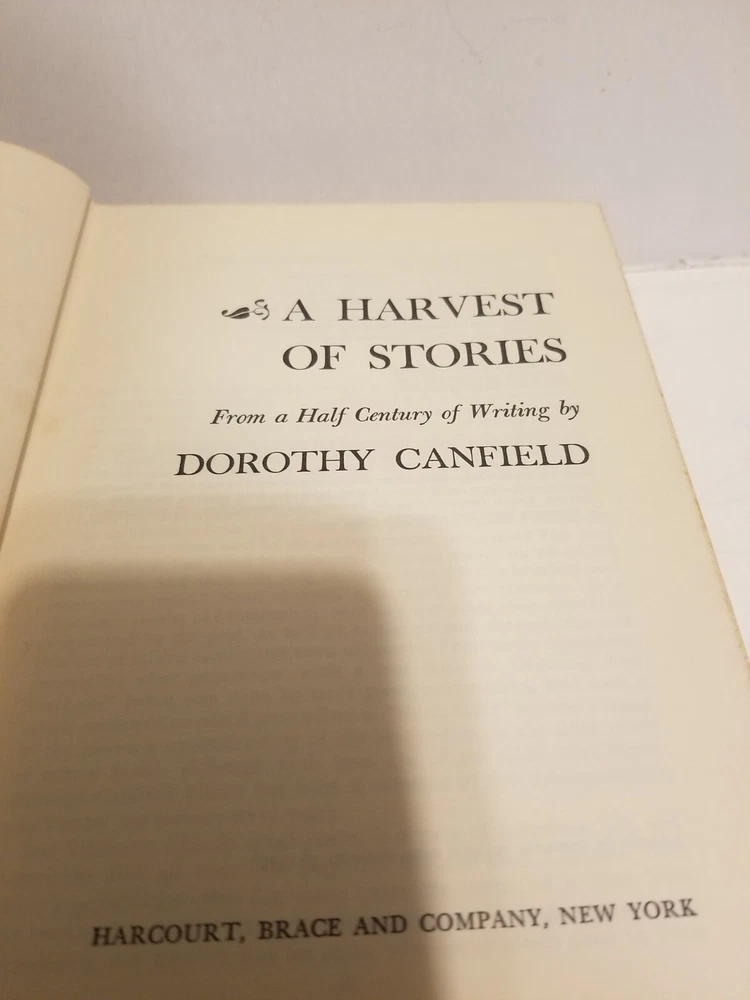 A HARVEST
OF STORIES
From a Half Century of Writing by
DOROTHY CANFIELD
HARCOURT, BRACE AND COMPANY, NEW YORK